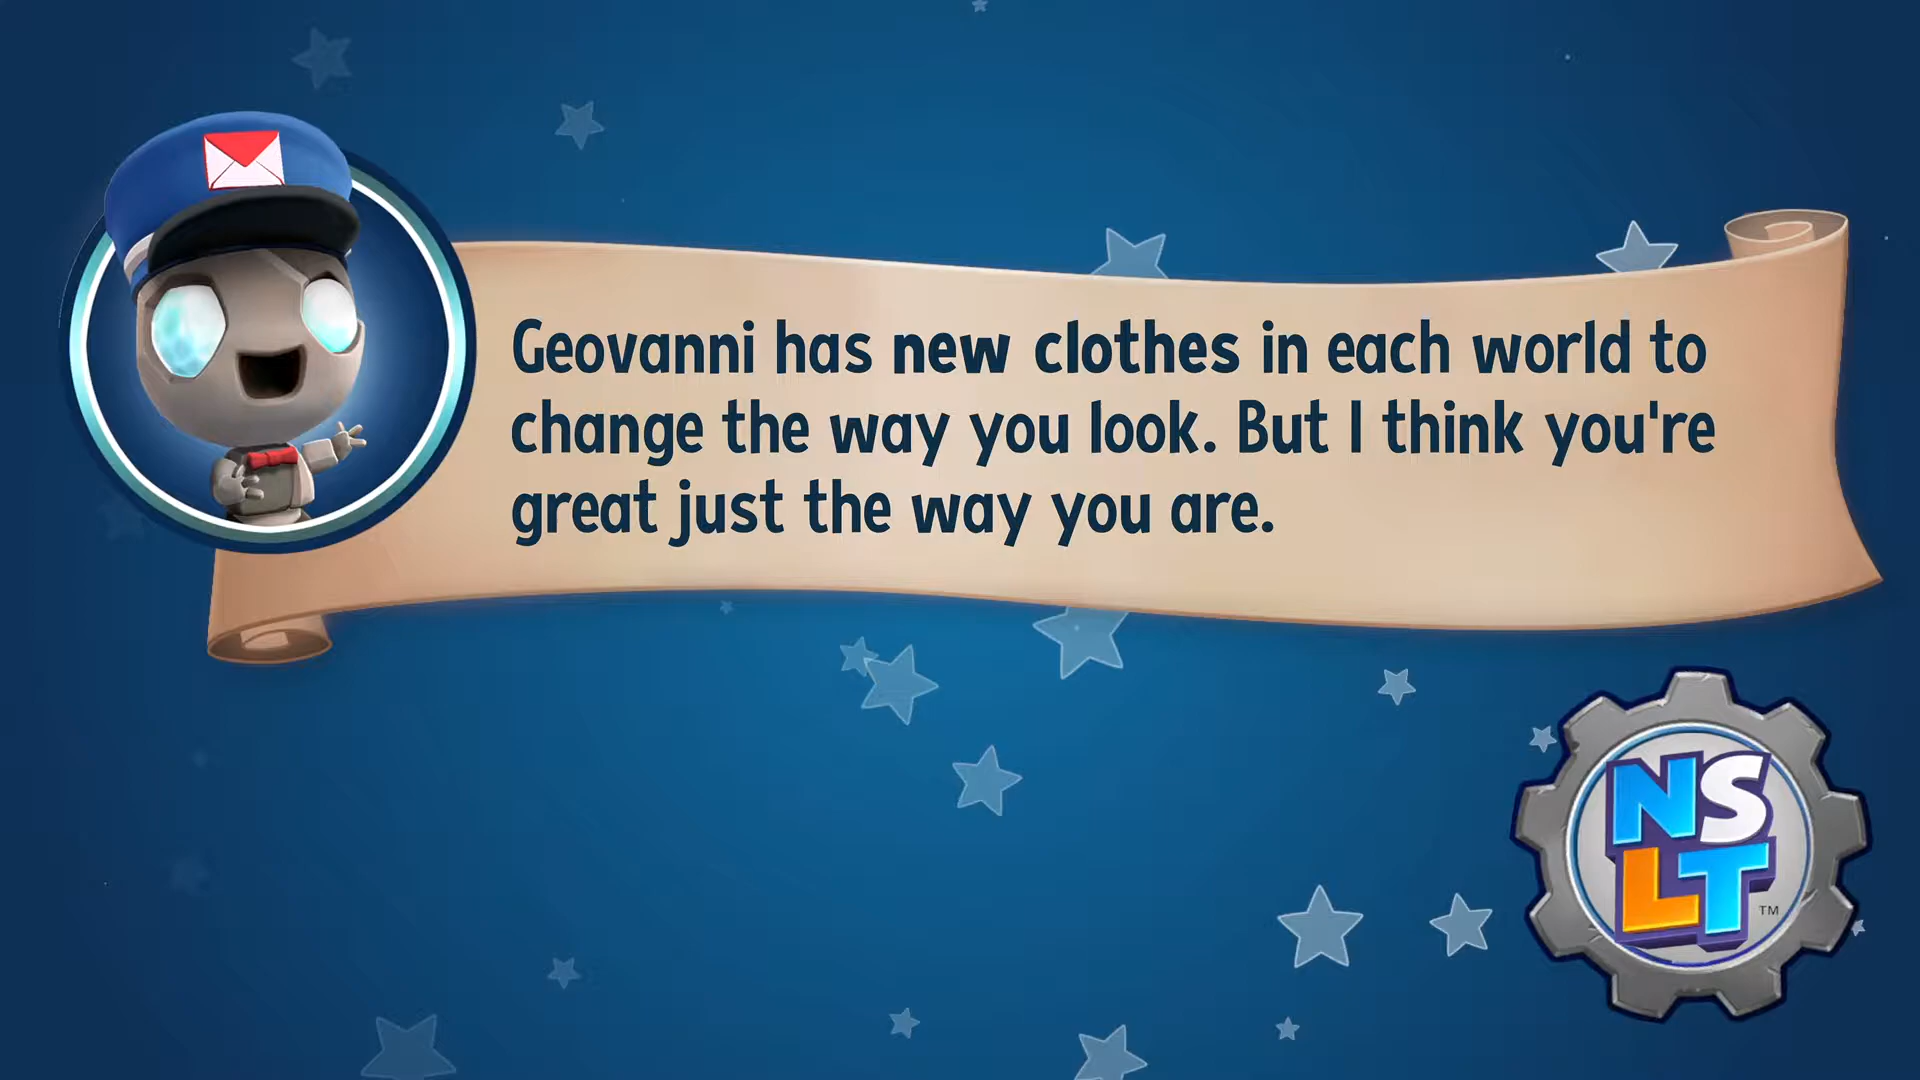 Geovanni has new clothes in each world to
change the way you look. But I think you're
great just the way you are.
NS
LT
TM